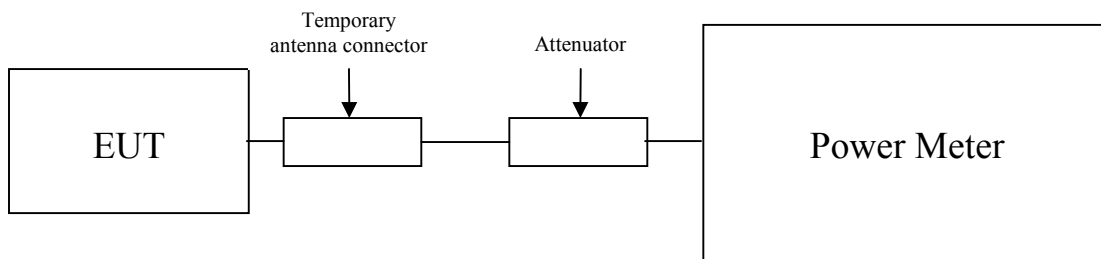 Temporary
antenna connector
Attenuator
EUT
Power Meter